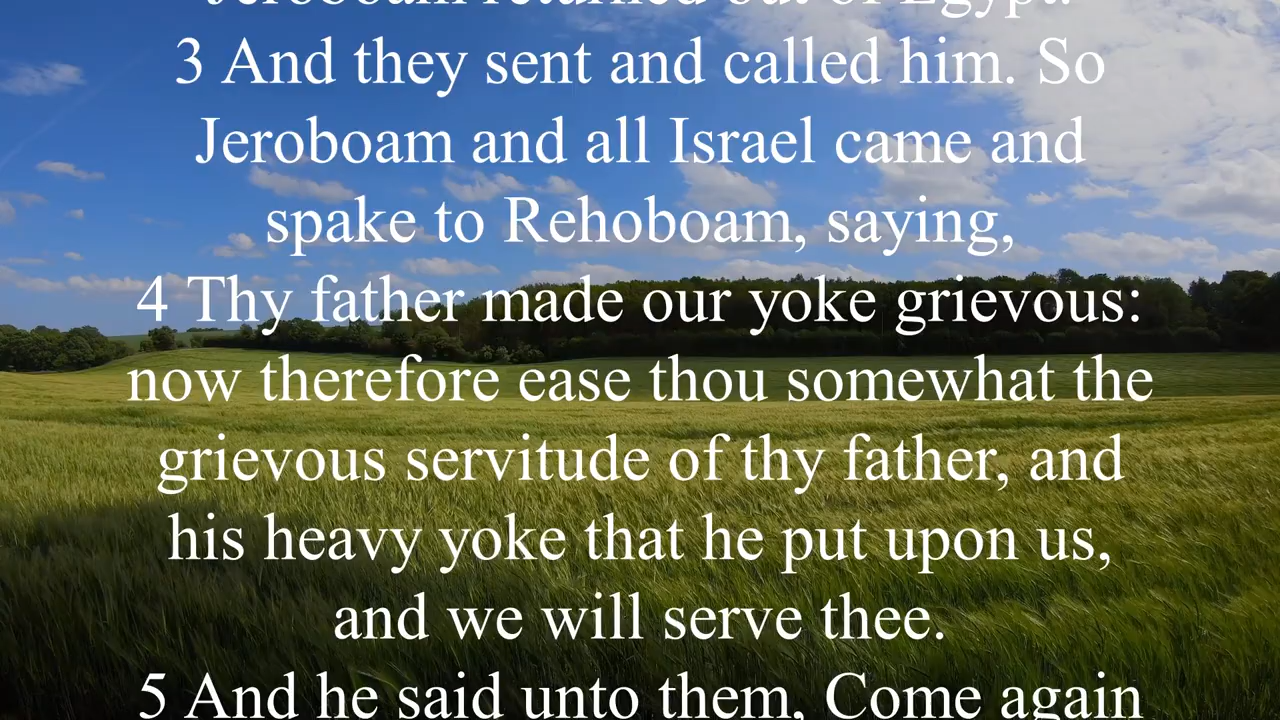 Jeroboam returned out of Egypt.
3 And they sent and called him. So
Jeroboam and all Israel came and
spake to Rehoboam, saying,
4 Thy father made our yoke grievous:
now therefore ease thou somewhat the
grievous servitude of thy father, and
his heavy yoke that he put upon us,
and we will serve thee.
5 And he said unto them, Come again